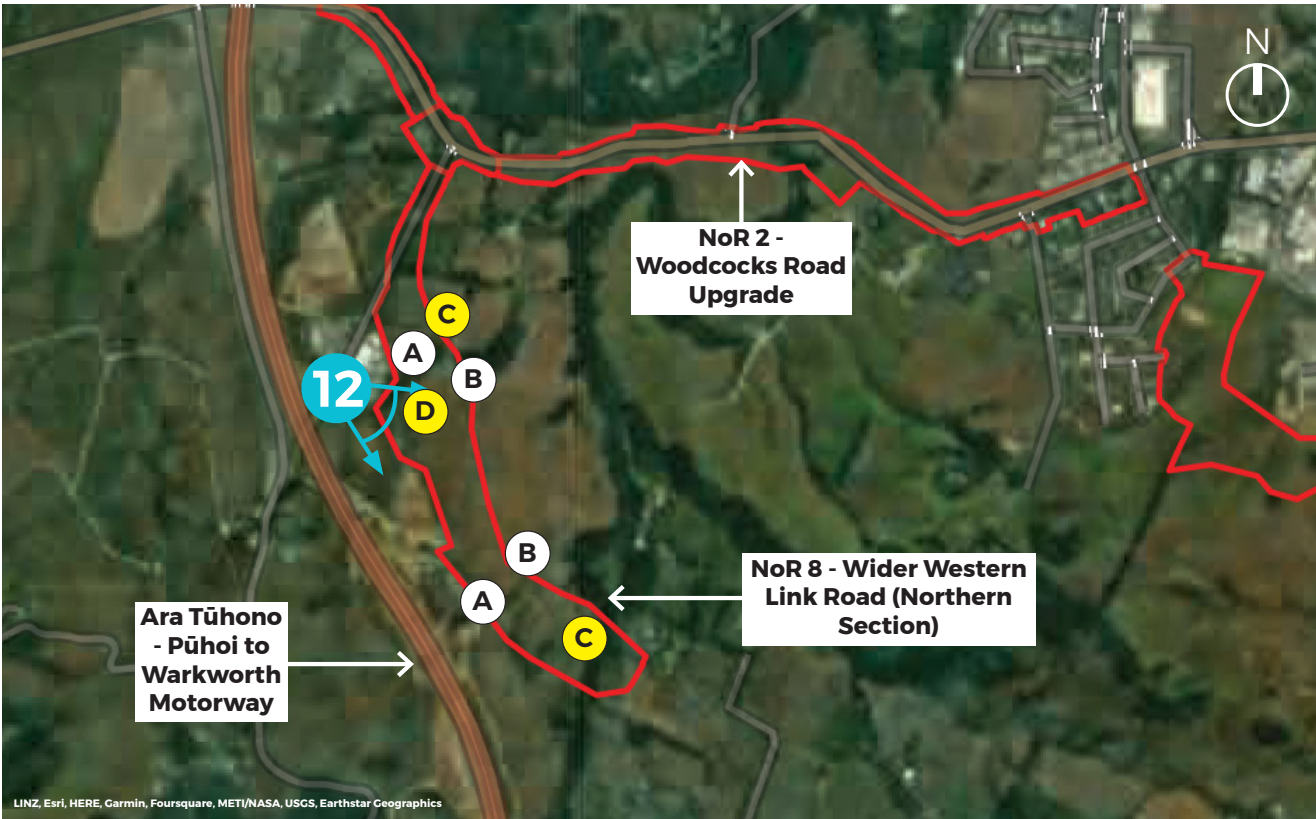 N
NoR 2 -
Woodcocks Road
Upgrade
C
A
B
12
D
B
A
C
NoR 8 - Wider Western
Link Road (Northern
Section)
Ara Tūhono
- Pūhoi to
Warkworth
Motorway
LINZ, Esri, HERE, Garmin, Foursquare, METI/NASA, USGS, Earthstar Geographics